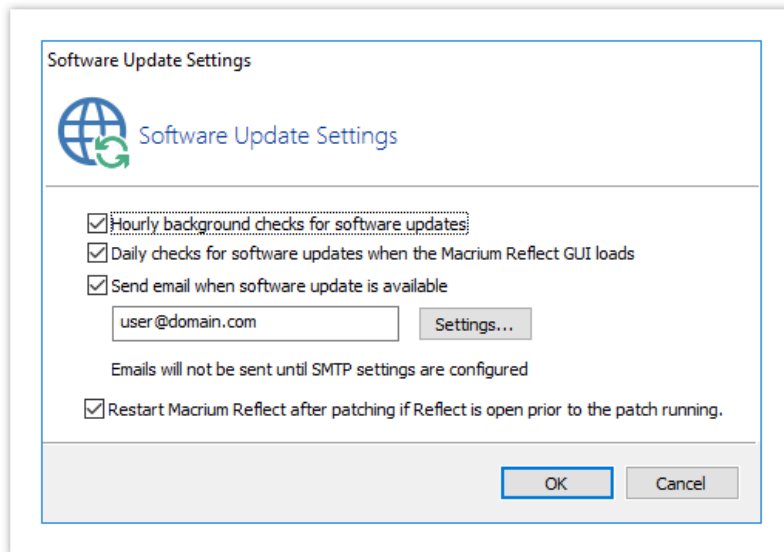 Software Update Settings
Software Update Settings
Hourly background checks for software updates
Daily checks for software updates when the Macrium Reflect GUI loads
Send email when software update is available
user@domain.com
Settings...
Emails will not be sent until SMTP settings are configured
Restart Macrium Reflect after patching if Reflect is open prior to the patch running.
OK
Cancel